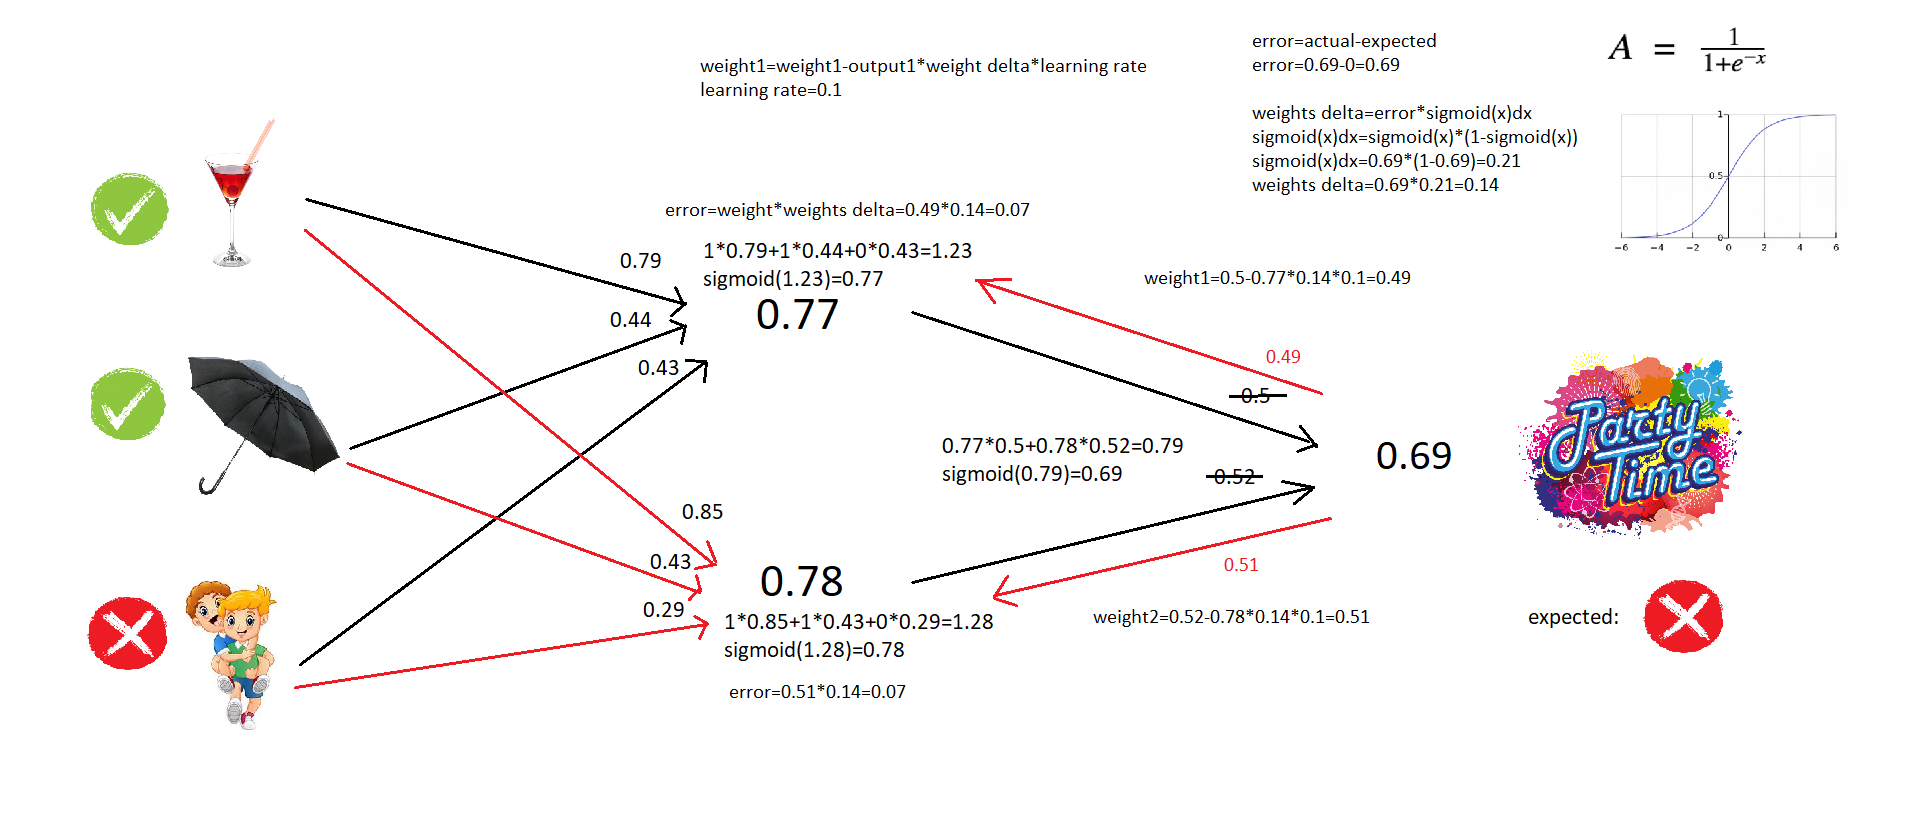 error=actual-expected
error=0.69-0=0.69
A = 1/1+e^-x
weight1=weight1-output1*weight delta*learning rate
learning rate=0.1
weights delta=error*sigmoid(x)dx
sigmoid(x)dx=sigmoid(x)*(1-sigmoid(x))
sigmoid(x)dx=0.69*(1-0.69)=0.21
weights delta=0.69*0.21=0.14
1
0.5
0
-6 -4 -2 0 2 4 6
error=weight*weights delta=0.49*0.14=0.07
1*0.79+1*0.44+0*0.43=1.23
sigmoid(1.23)=0.77
0.77
0.79
0.44
0.43
weight1=0.5-0.77*0.14*0.1=0.49
0.49
0.5
0.77*0.5+0.78*0.52=0.79
sigmoid(0.79)=0.69
0.52
0.69
Party
Time
0.85
0.43
0.29
0.78
1*0.85+1*0.43+0*0.29=1.28
sigmoid(1.28)=0.78
error=0.51*0.14=0.07
0.51
weight2=0.52-0.78*0.14*0.1=0.51
expected: